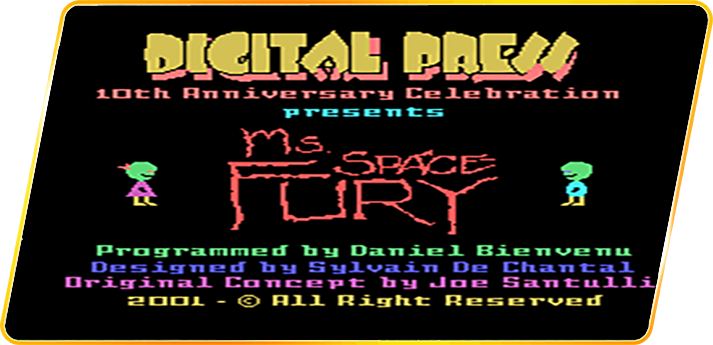 DIGITAL PRESS
10th Anniversary Celebration
presents
Ms. SPACE
FURY
Programmed by Daniel Bienvenu
Designed by Sylvain De Chantal
Original Concept by Joe Santulli
2001 - © All Right Reserved